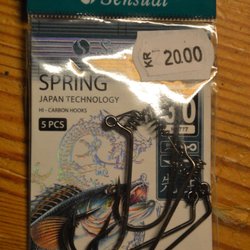 Sensual
KR 20.00
SPRING
JAPAN TECHNOLOGY
HI - CARBON HOOKS
5 PCS